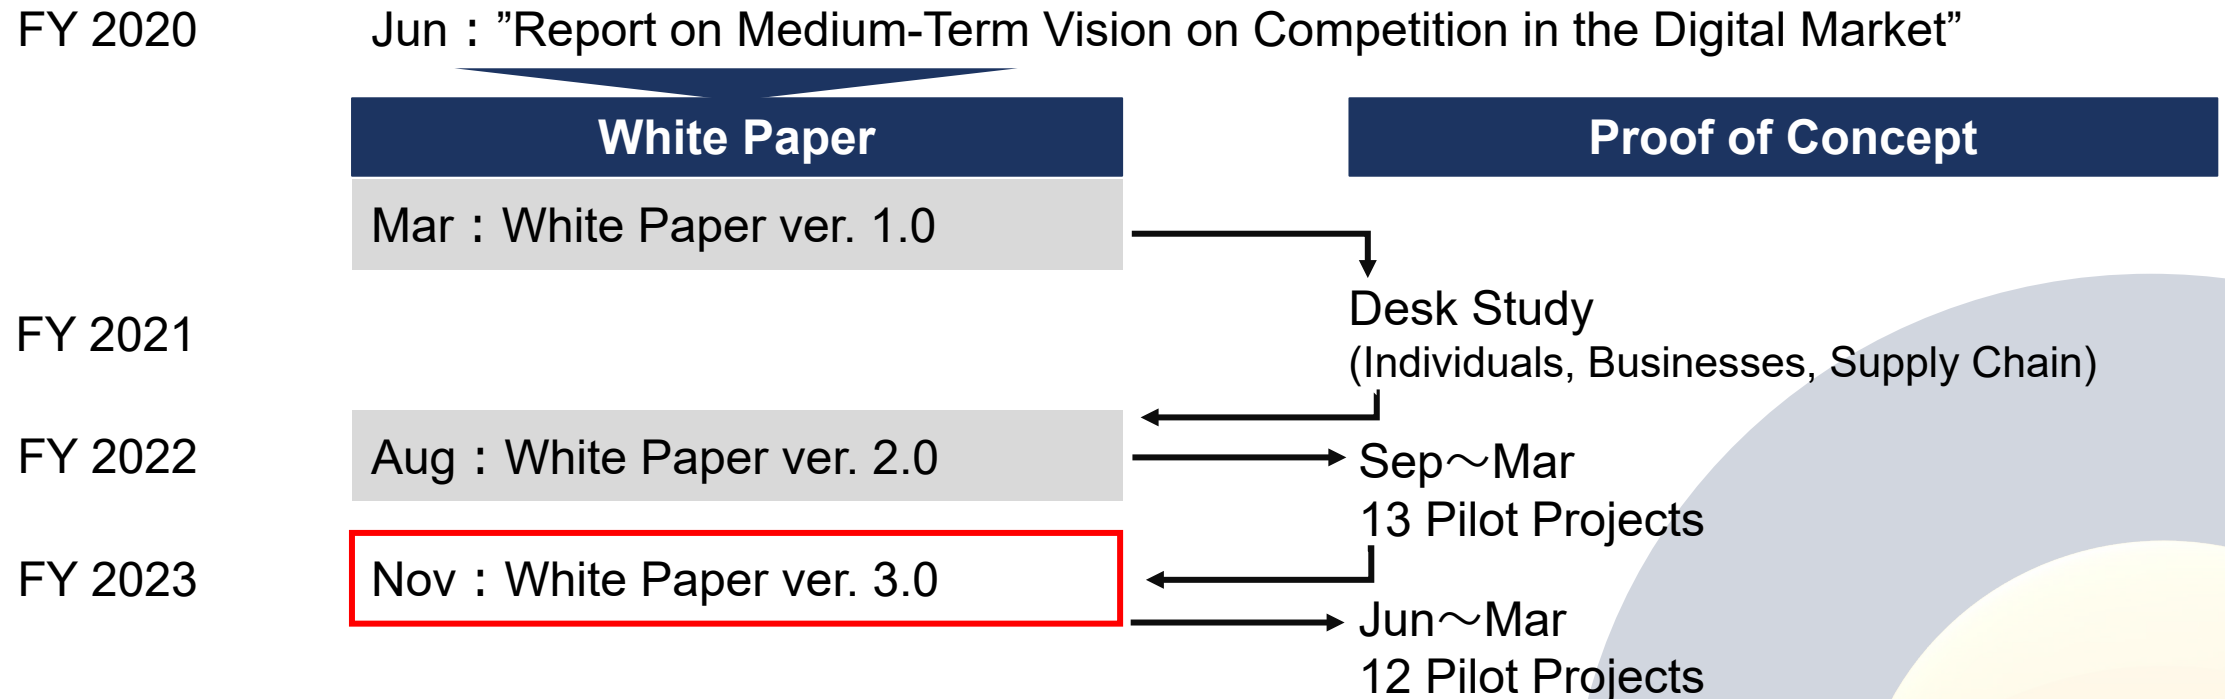 FY 2020
Jun：”Report on Medium-Term Vision on Competition in the Digital Market”
White Paper
Proof of Concept
Mar：White Paper ver. 1.0
FY 2021
Desk Study
(Individuals, Businesses, Supply Chain)
FY 2022
Aug：White Paper ver. 2.0
Sep～Mar
13 Pilot Projects
FY 2023
Nov：White Paper ver. 3.0
Jun～Mar
12 Pilot Projects